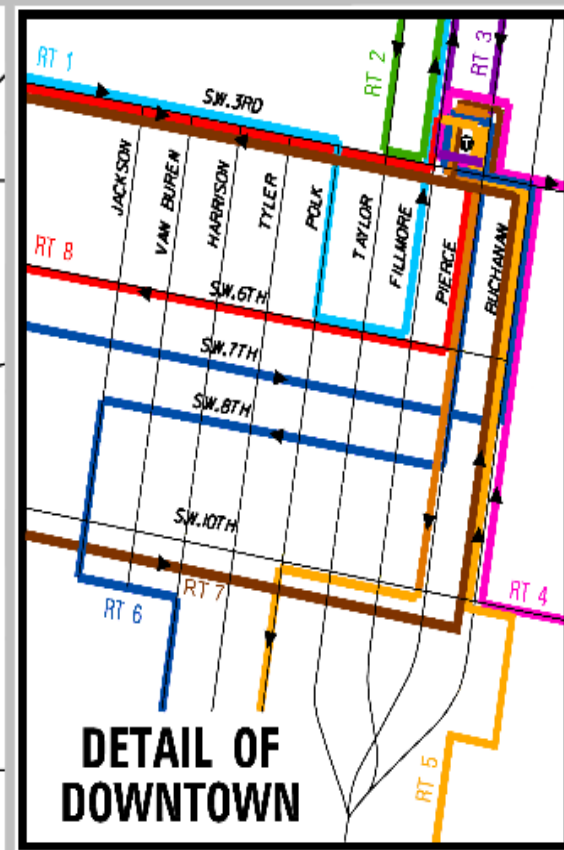 RT 1
RT 2
RT 3
SW.3RD
JACKSON
VAN BUREN
HARRISON
TYLER
POLK
TAYLOR
FILLMORE
PIERCE
BUCHANAN
T
RT 8
SW.6TH
SW.7TH
SW.8TH
SW.10TH
RT 7
RT 6
RT 4
RT 5
DETAIL OF
DOWNTOWN